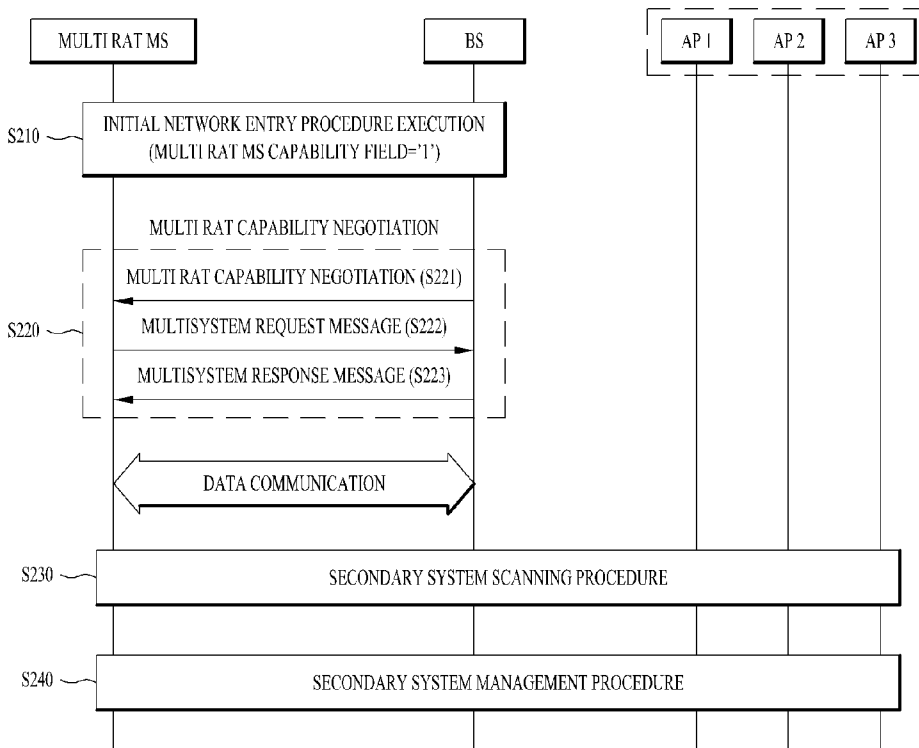 MULTI RAT MS
BS
AP 1
AP 2
AP 3
S210
INITIAL NETWORK ENTRY PROCEDURE EXECUTION
(MULTI RAT MS CAPABILITY FIELD='1')
MULTI RAT CAPABILITY NEGOTIATION
MULTI RAT CAPABILITY NEGOTIATION (S221)
S220
MULTISYSTEM REQUEST MESSAGE (S222)
MULTISYSTEM RESPONSE MESSAGE (S223)
DATA COMMUNICATION
S230
SECONDARY SYSTEM SCANNING PROCEDURE
S240
SECONDARY SYSTEM MANAGEMENT PROCEDURE